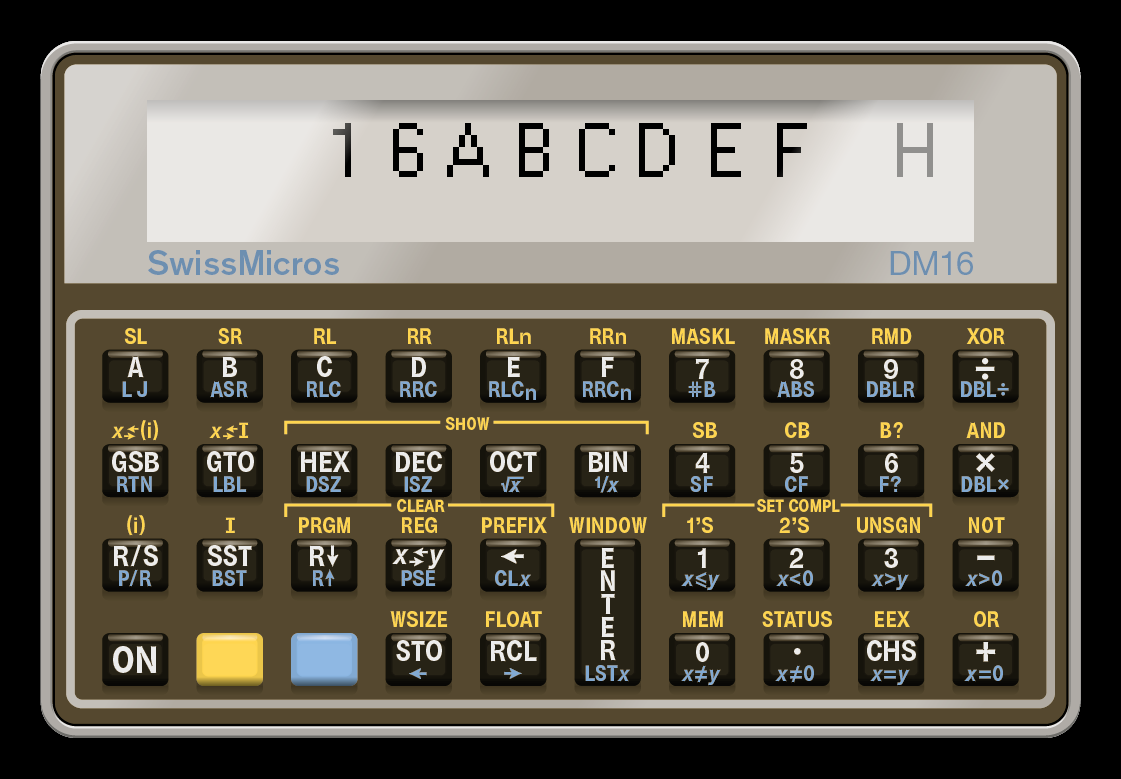 16ABCDEF H
SwissMicros DM16
SL SR RL RR RLn RRn MASKL MASKR RMD XOR
A B C D E F 7 8 9 ÷
LJ ASR RLC RRC RLCn RRCn #B ABS DBLR DBL÷
x⇄(i) x⇄I SHOW SB CB B? AND
GSB GTO HEX DEC OCT BIN 4 5 6 ×
RTN LBL DSZ ISZ √x 1/x SF CF F? DBL×
CLEAR SET COMPL
(i) I PRGM REG PREFIX WINDOW 1'S 2'S UNSGN NOT
R/S SST R↓ x⇄y ← ENTER 1 2 3 −
P/R BST R↑ PSE CLx x≤y x<0 x>y x>0
WSIZE FLOAT MEM STATUS EEX OR
ON STO RCL 0 · CHS +
← → LSTx x≠y x≠0 x=y x=0